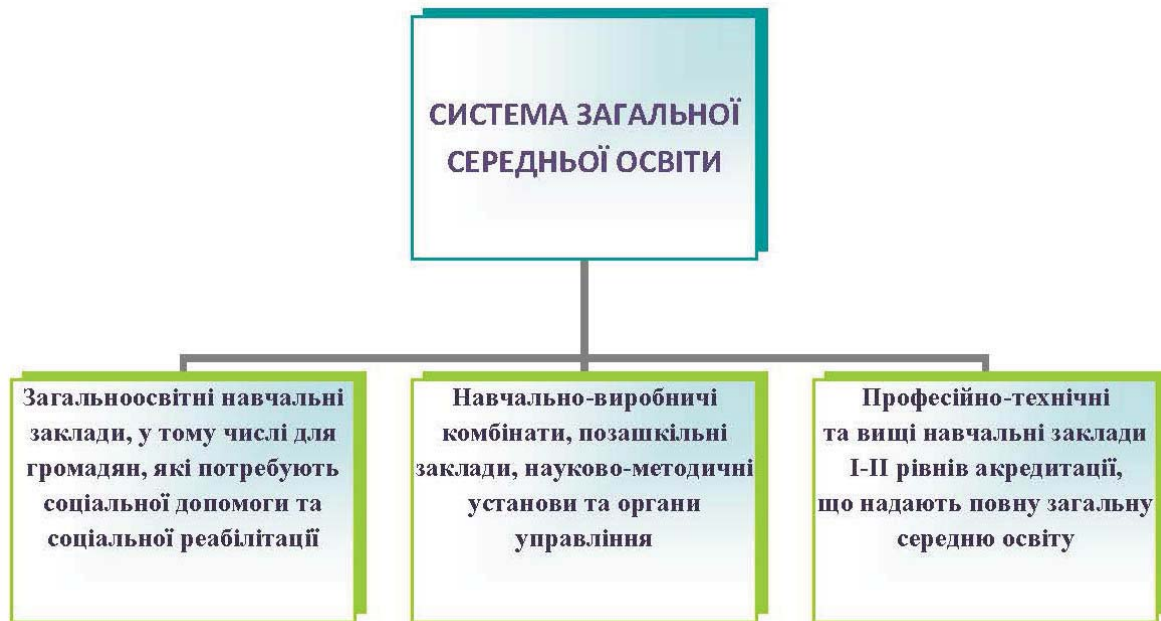 СИСТЕМА ЗАГАЛЬНОЇ
СЕРЕДНЬОЇ ОСВІТИ
Загальноосвітні навчальні
заклади, у тому числі для
громадян, які потребують
соціальної допомоги та
соціальної реабілітації
Навчально-виробничі
комбінати, позашкільні
заклади, науково-методичні
установи та органи
управління
Професійно-технічні
та вищі навчальні заклади
І-ІІ рівнів акредитації,
що надають повну загальну
середню освіту